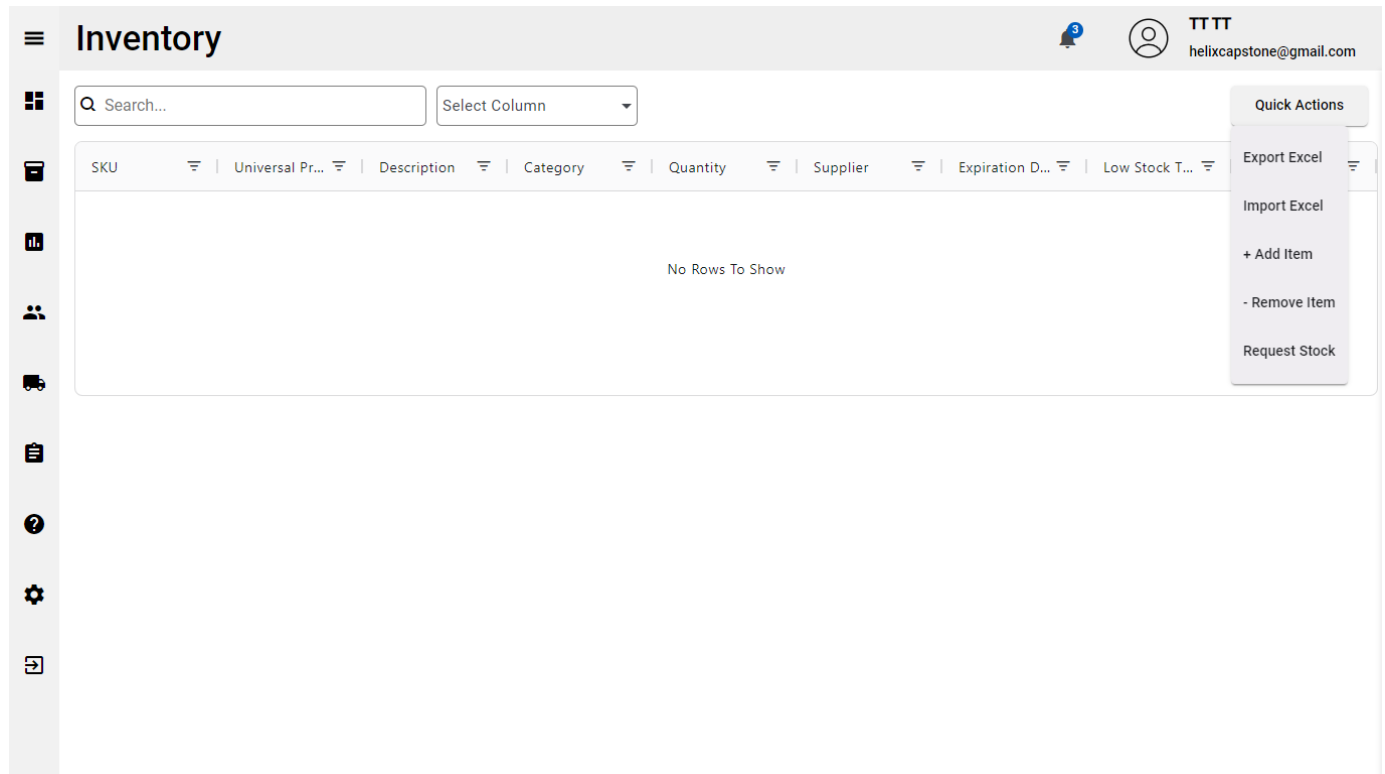 Inventory
3
TT TT
helixcapstone@gmail.com
Search...
Select Column
Quick Actions
SKU Universal Pr... Description Category Quantity Supplier Expiration D... Low Stock T...
Export Excel
Import Excel
+ Add Item
- Remove Item
Request Stock
No Rows To Show